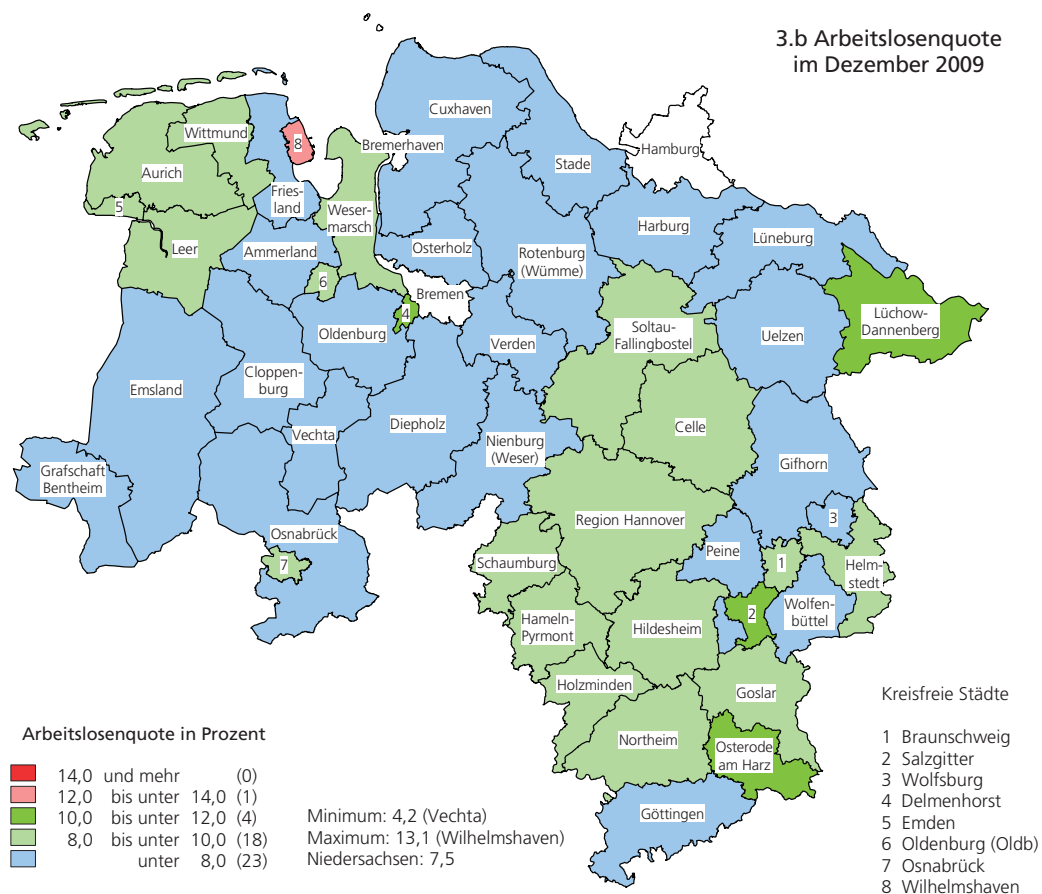 3.b Arbeitslosenquote
im Dezember 2009
Cuxhaven
Wittmund
8
Bremerhaven
Hamburg
Stade
Aurich
Fries-
land
5
Weser-
marsch
Harburg
Lüneburg
Leer
Ammerland
Osterholz
Rotenburg
(Wümme)
6
Bremen
4
Lüchow-
Dannenberg
Soltau-
Fallingbostel
Oldenburg
Verden
Uelzen
Cloppen-
burg
Emsland
Vechta
Diepholz
Celle
Nienburg
(Weser)
Gifhorn
Grafschaft
Bentheim
3
Region Hannover
Osnabrück
Peine
7
Schaumburg
1
Helm-
stedt
Wolfen-
büttel
2
Hameln-
Pyrmont
Hildesheim
Holzminden
Goslar
Northeim
Osterode
am Harz
Göttingen
Arbeitslosenquote in Prozent
14,0 und mehr (0)
12,0 bis unter 14,0 (1)
10,0 bis unter 12,0 (4)
8,0 bis unter 10,0 (18)
unter 8,0 (23)
Minimum: 4,2 (Vechta)
Maximum: 13,1 (Wilhelmshaven)
Niedersachsen: 7,5
Kreisfreie Städte
1 Braunschweig
2 Salzgitter
3 Wolfsburg
4 Delmenhorst
5 Emden
6 Oldenburg (Oldb)
7 Osnabrück
8 Wilhelmshaven